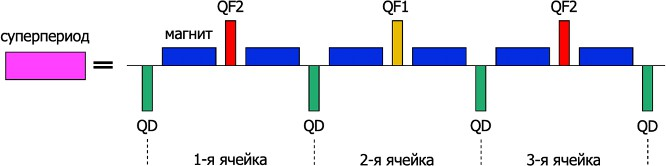 QF2 QF1 QF2
суперпериод магнит
=
QD QD QD QD
1-я ячейка 2-я ячейка 3-я ячейка